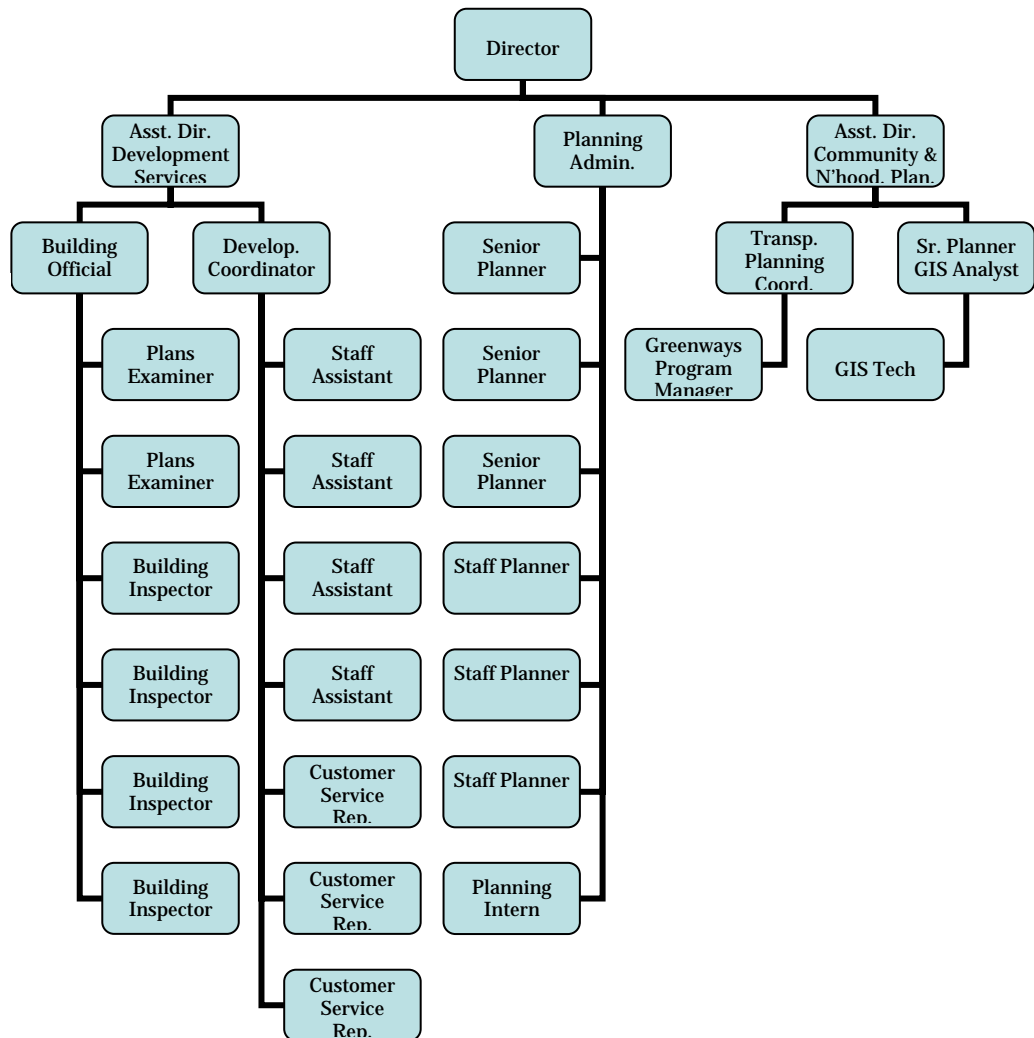 Director
Asst. Dir.
Development
Services
Planning
Admin.
Asst. Dir.
Community &
N'hood. Plan.
Building
Official
Develop.
Coordinator
Senior
Planner
Transp.
Planning
Coord.
Sr. Planner
GIS Analyst
Plans
Examiner
Staff
Assistant
Senior
Planner
Greenways
Program
Manager
GIS Tech
Plans
Examiner
Staff
Assistant
Senior
Planner
Building
Inspector
Staff
Assistant
Staff Planner
Building
Inspector
Staff
Assistant
Staff Planner
Building
Inspector
Customer
Service
Rep.
Staff Planner
Building
Inspector
Customer
Service
Rep.
Planning
Intern
Customer
Service
Rep.